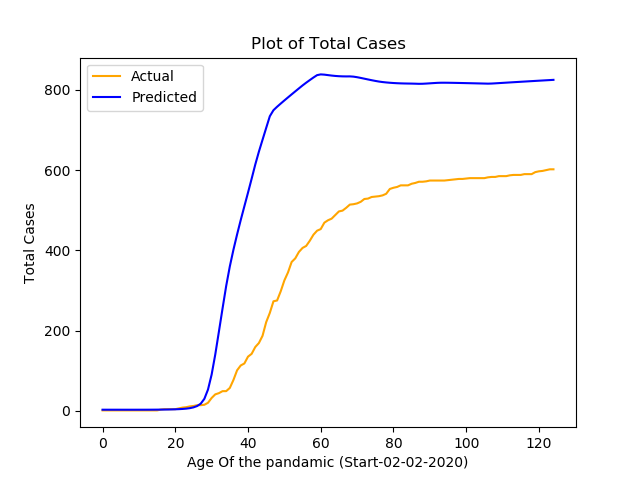 Plot of Total Cases
Actual
Predicted
800
600
400
200
0
Total Cases
0 20 40 60 80 100 120
Age Of the pandamic (Start-02-02-2020)